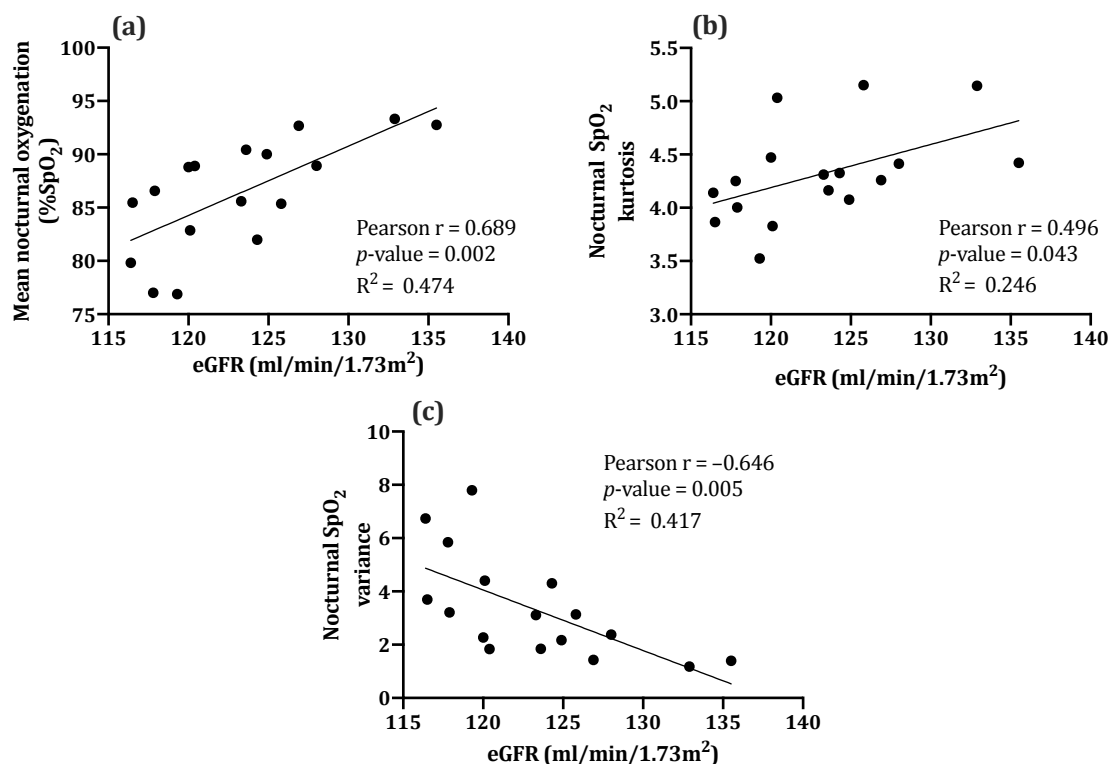 (a)
Mean nocturnal oxygenation
(%SpO₂)
100
95
90
85
80
75
Pearson r = 0.689
p-value = 0.002
R² = 0.474
115 120 125 130 135 140
eGFR (ml/min/1.73m²)
(b)
Nocturnal SpO₂
kurtosis
5.5
5.0
4.5
4.0
3.5
3.0
Pearson r = 0.496
p-value = 0.043
R² = 0.246
115 120 125 130 135 140
eGFR (ml/min/1.73m²)
(c)
Nocturnal SpO₂
variance
10
8
6
4
2
0
Pearson r = –0.646
p-value = 0.005
R² = 0.417
115 120 125 130 135 140
eGFR (ml/min/1.73m²)